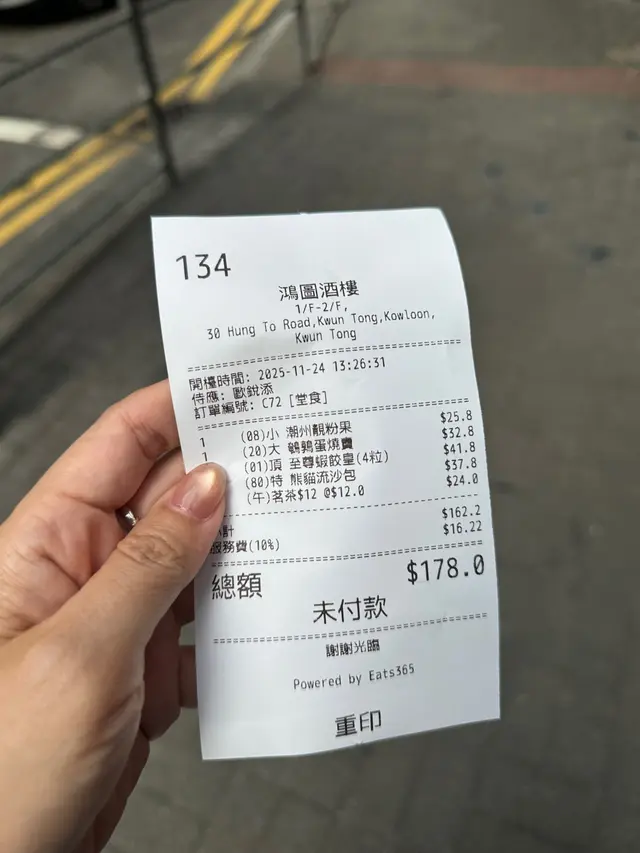 134
鴻圖酒樓
1/F-2/F,
30 Hung To Road,Kwun Tong,Kowloon,
Kwun Tong
開檯時間: 2025-11-24 13:26:31
侍應: 歐銳添
訂單編號: C72 [堂食]
1 (08)小 潮州靚粉果 $25.8
1 (20)大 鵪鶉蛋燒賣 $32.8
(01)頂 至尊蝦餃皇(4粒) $41.8
(80)特 熊貓流沙包 $37.8
(午)茗茶$12 @$12.0 $24.0
計 $162.2
服務費(10%) $16.22
總額 $178.0
未付款
謝謝光臨
Powered by Eats365
重印